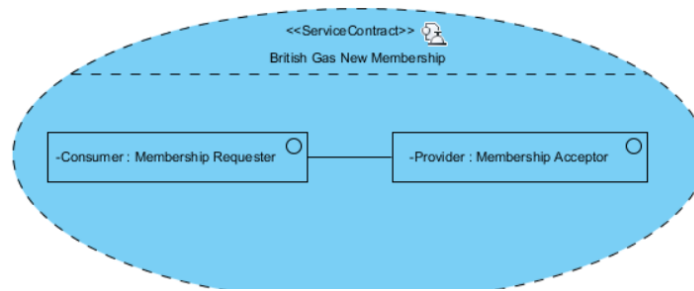 <<ServiceContract>>
British Gas New Membership
-Consumer : Membership Requester
-Provider : Membership Acceptor